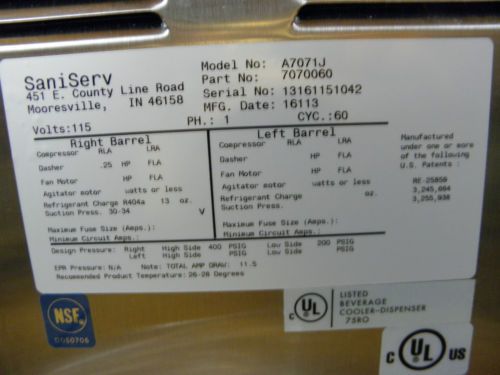 SaniServ
451 E. County Line Road
Mooresville, IN 46158
Model No: A7071J
Part No: 7070060
Serial No: 13161151042
MFG. Date: 16113
Volts:115 PH.: 1 CYC.:60
Right Barrel
Compressor RLA LRA
Dasher .25 HP FLA
Fan Motor HP FLA
Agitator motor watts or less
Refrigerant Charge R404a 13 oz.
Suction Press. 30-34 V
Maximum Fuse Size (Amps.):
Minimum Circuit Amps.:
Left Barrel
Compressor RLA LRA
Dasher HP FLA
Fan Motor HP FLA
Agitator motor watts or less
Refrigerant Charge oz.
Suction Press.
Maximum Fuse Size (Amps.):
Minimum Circuit Amps.:
Manufactured
under one or more
of the following
U.S. Patents:
RE-25856
3,245,094
3,255,938
Design Pressure: Right High Side 400 PSIG Low Side 200 PSIG
Left High Side PSIG Low Side PSIG
EPR Pressure: N/A Note: TOTAL AMP DRAW: 11.5
Recommended Product Temperature: 26-28 Degrees
NSF
0050706
C UL
LISTED
BEVERAGE
COOLER-DISPENSER
75RO
C UL US